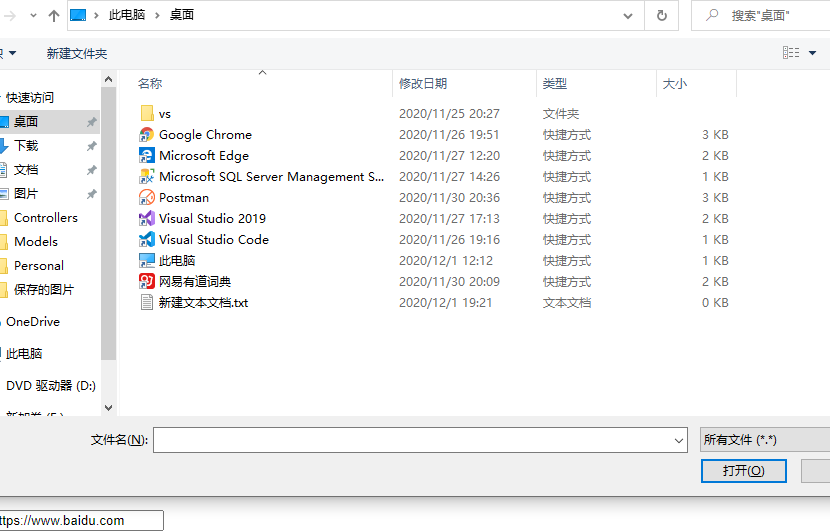 此电脑 桌面 搜索"桌面"
新建文件夹
名称 修改日期 类型 大小
快速访问
桌面
下载
文档
图片
Controllers
Models
Personal
保存的图片
OneDrive
此电脑
DVD 驱动器 (D:)
vs 2020/11/25 20:27 文件夹
Google Chrome 2020/11/26 19:51 快捷方式 3 KB
Microsoft Edge 2020/11/27 12:20 快捷方式 2 KB
Microsoft SQL Server Management S... 2020/11/27 14:26 快捷方式 1 KB
Postman 2020/11/30 20:36 快捷方式 3 KB
Visual Studio 2019 2020/11/27 17:13 快捷方式 2 KB
Visual Studio Code 2020/11/26 19:16 快捷方式 1 KB
此电脑 2020/12/1 12:12 快捷方式 1 KB
网易有道词典 2020/11/30 20:09 快捷方式 2 KB
新建文本文档.txt 2020/12/1 19:21 文本文档 0 KB
文件名(N): 所有文件 (*.*)
打开(O)
ttps://www.baidu.com